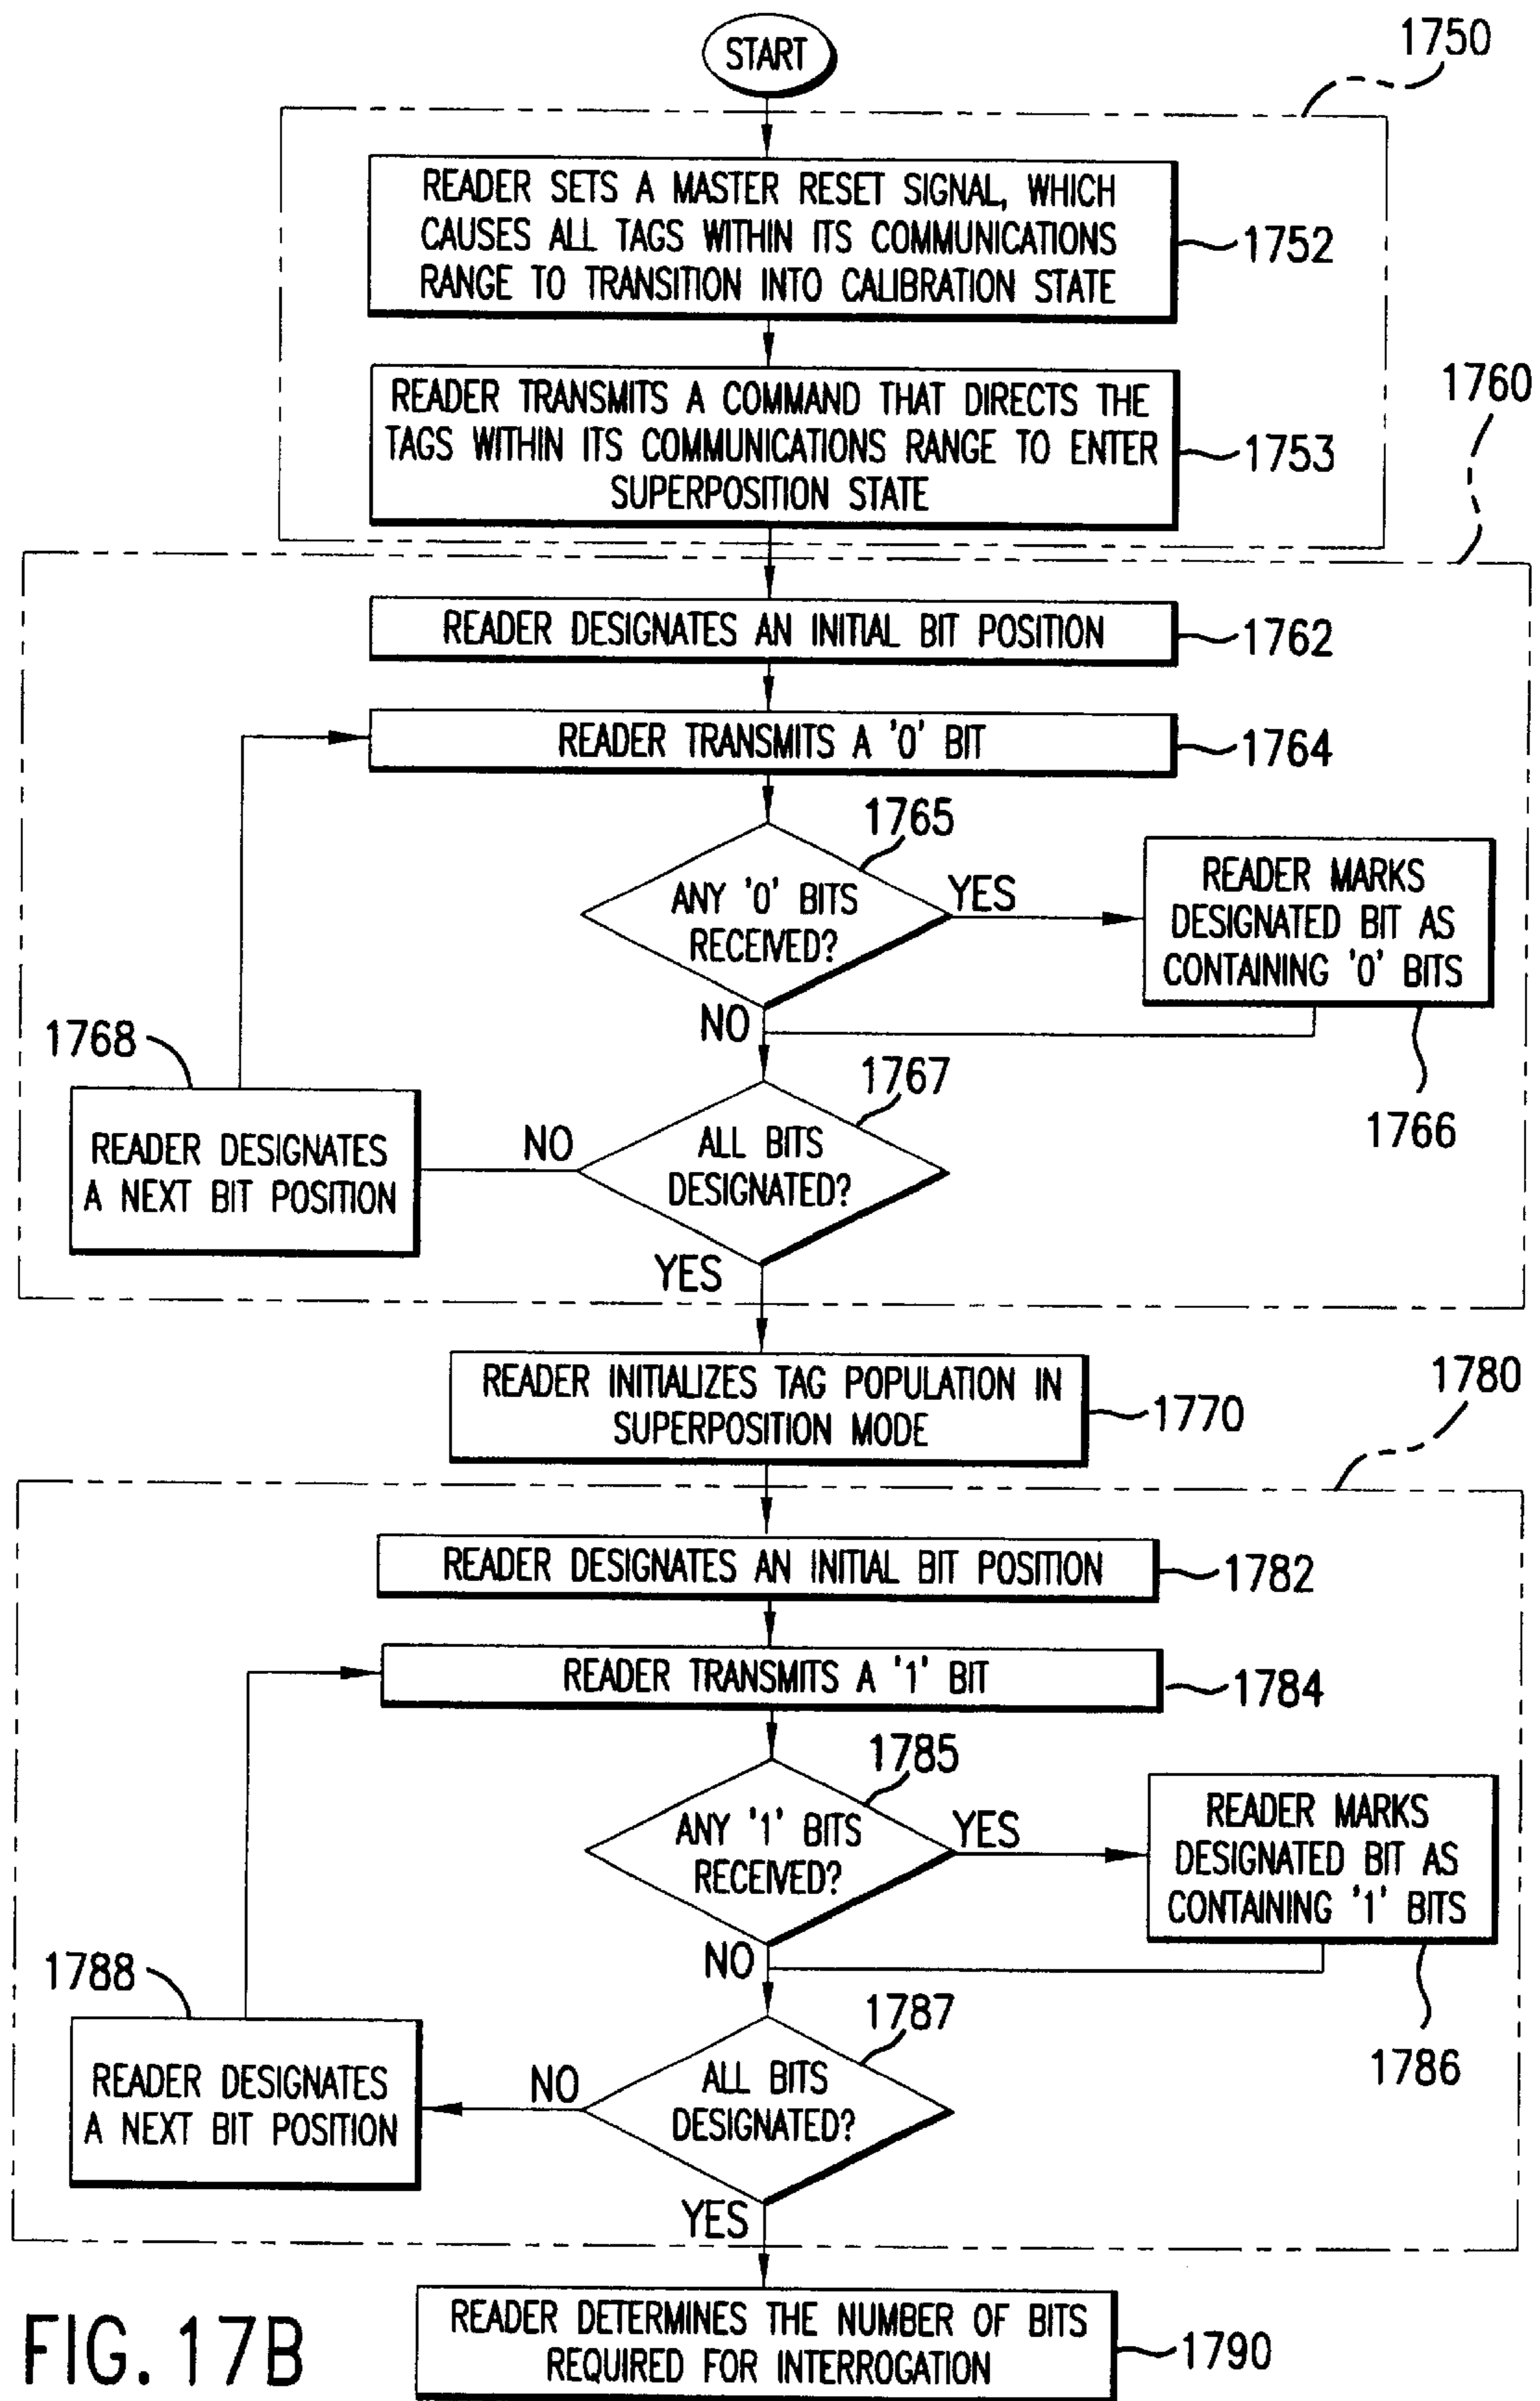 START
1750
READER SETS A MASTER RESET SIGNAL, WHICH
CAUSES ALL TAGS WITHIN ITS COMMUNICATIONS
RANGE TO TRANSITION INTO CALIBRATION STATE
1752
READER TRANSMITS A COMMAND THAT DIRECTS THE
TAGS WITHIN ITS COMMUNICATIONS RANGE TO ENTER
SUPERPOSITION STATE
1753
1760
READER DESIGNATES AN INITIAL BIT POSITION
1762
READER TRANSMITS A '0' BIT
1764
1765
ANY '0' BITS
RECEIVED?
YES
READER MARKS
DESIGNATED BIT AS
CONTAINING '0' BITS
1766
NO
1767
ALL BITS
DESIGNATED?
NO
1768
READER DESIGNATES
A NEXT BIT POSITION
YES
READER INITIALIZES TAG POPULATION IN
SUPERPOSITION MODE
1770
1780
READER DESIGNATES AN INITIAL BIT POSITION
1782
READER TRANSMITS A '1' BIT
1784
1785
ANY '1' BITS
RECEIVED?
YES
READER MARKS
DESIGNATED BIT AS
CONTAINING '1' BITS
1786
NO
1787
ALL BITS
DESIGNATED?
NO
1788
READER DESIGNATES
A NEXT BIT POSITION
YES
READER DETERMINES THE NUMBER OF BITS
REQUIRED FOR INTERROGATION
1790
FIG. 17B